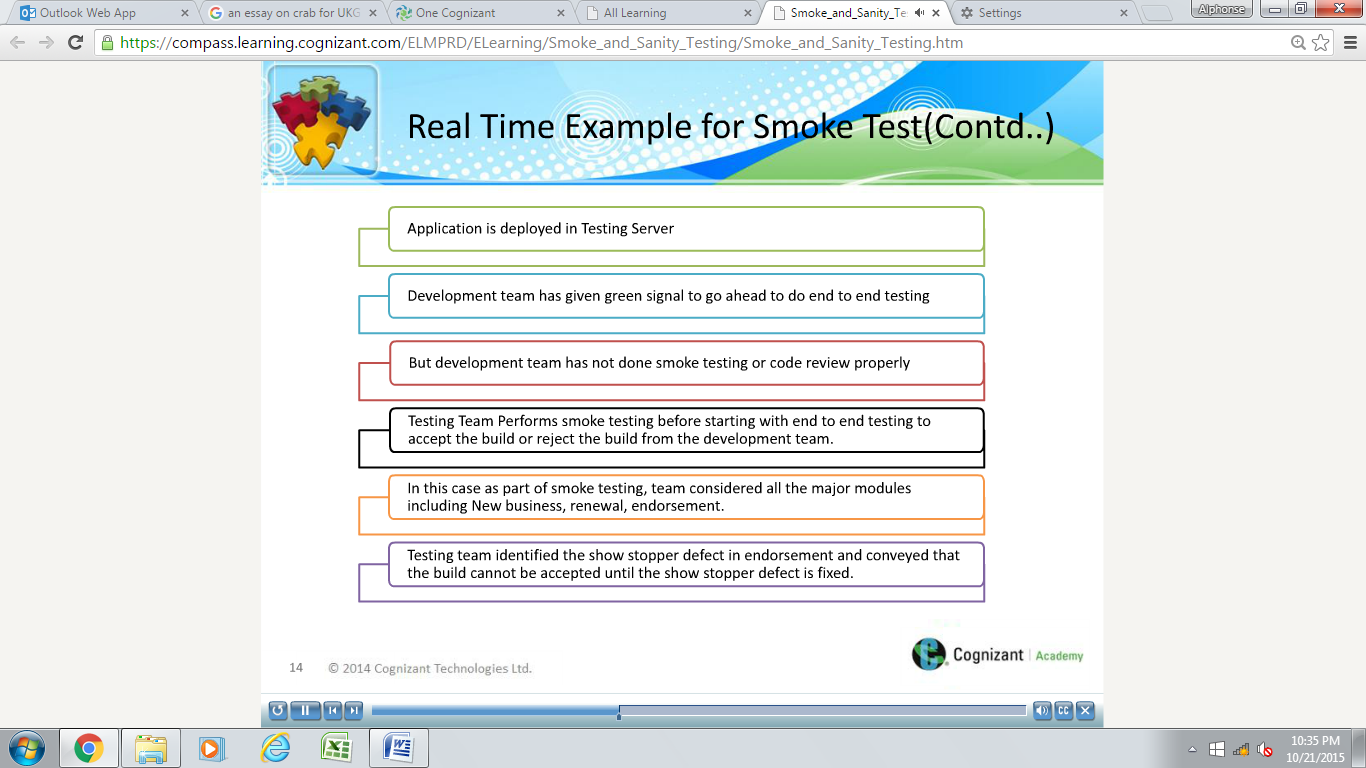 Outlook Web App
an essay on crab for UKG
One Cognizant
All Learning
Smoke_and_Sanity_Te
Settings
Alphonse
https://compass.learning.cognizant.com/ELMPRD/ELearning/Smoke_and_Sanity_Testing/Smoke_and_Sanity_Testing.htm
Real Time Example for Smoke Test(Contd..)
Application is deployed in Testing Server
Development team has given green signal to go ahead to do end to end testing
But development team has not done smoke testing or code review properly
Testing Team Performs smoke testing before starting with end to end testing to
accept the build or reject the build from the development team.
In this case as part of smoke testing, team considered all the major modules
including New business, renewal, endorsement.
Testing team identified the show stopper defect in endorsement and conveyed that
the build cannot be accepted until the show stopper defect is fixed.
14 © 2014 Cognizant Technologies Ltd.
Cognizant | Academy
CC
10:35 PM
10/21/2015